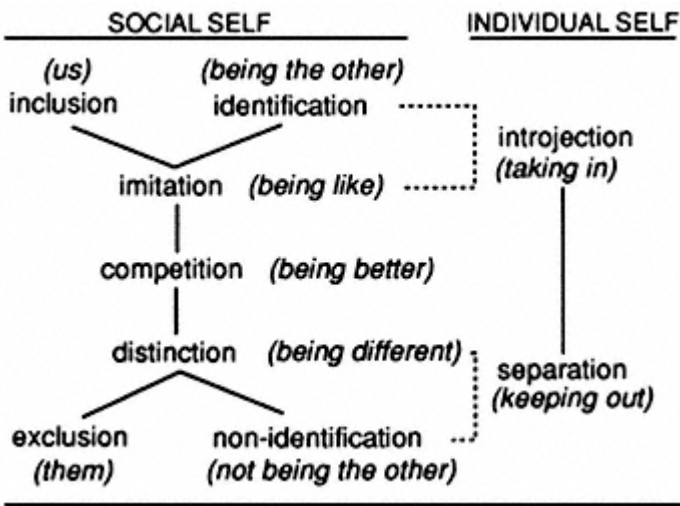 SOCIAL SELF INDIVIDUAL SELF
(us) (being the other)
inclusion identification
introjection
(taking in)
imitation (being like)
competition (being better)
distinction (being different)
separation
(keeping out)
exclusion non-identification
(them) (not being the other)